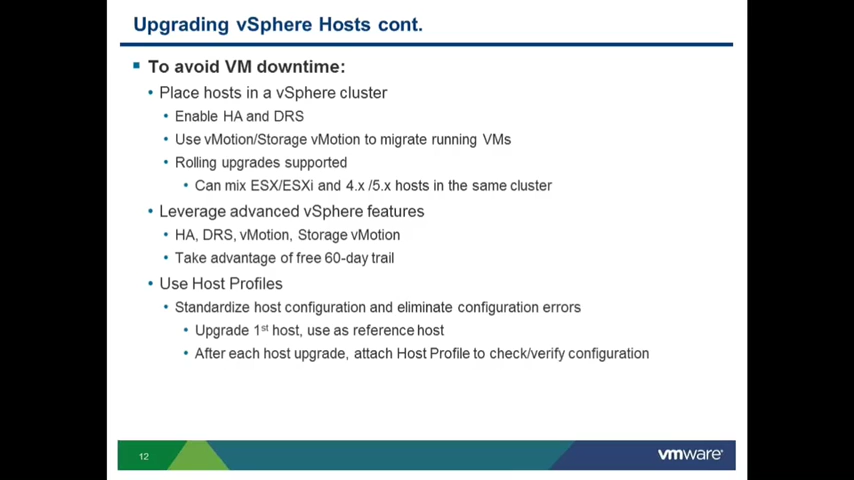 Upgrading vSphere Hosts cont.
To avoid VM downtime:
Place hosts in a vSphere cluster
Enable HA and DRS
Use vMotion/Storage vMotion to migrate running VMs
Rolling upgrades supported
Can mix ESX/ESXi and 4.x /5.x hosts in the same cluster
Leverage advanced vSphere features
HA, DRS, vMotion, Storage vMotion
Take advantage of free 60-day trail
Use Host Profiles
Standardize host configuration and eliminate configuration errors
Upgrade 1st host, use as reference host
After each host upgrade, attach Host Profile to check/verify configuration
12
vmware